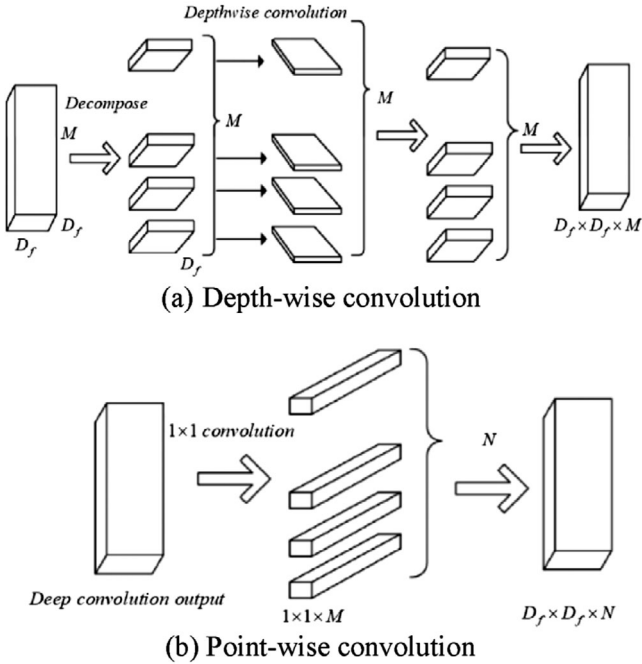 Depthwise convolution
Decompose
M
M
M
M
D_f
D_f
D_f
D_f×D_f×M
(a) Depth-wise convolution
1×1 convolution
N
Deep convolution output
1×1×M
D_f×D_f×N
(b) Point-wise convolution